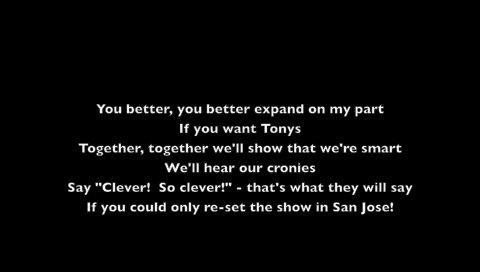 You better, you better expand on my part
If you want Tonys
Together, together we'll show that we're smart
We'll hear our cronies
Say "Clever!  So clever!" - that's what they will say
If you could only re-set the show in San Jose!